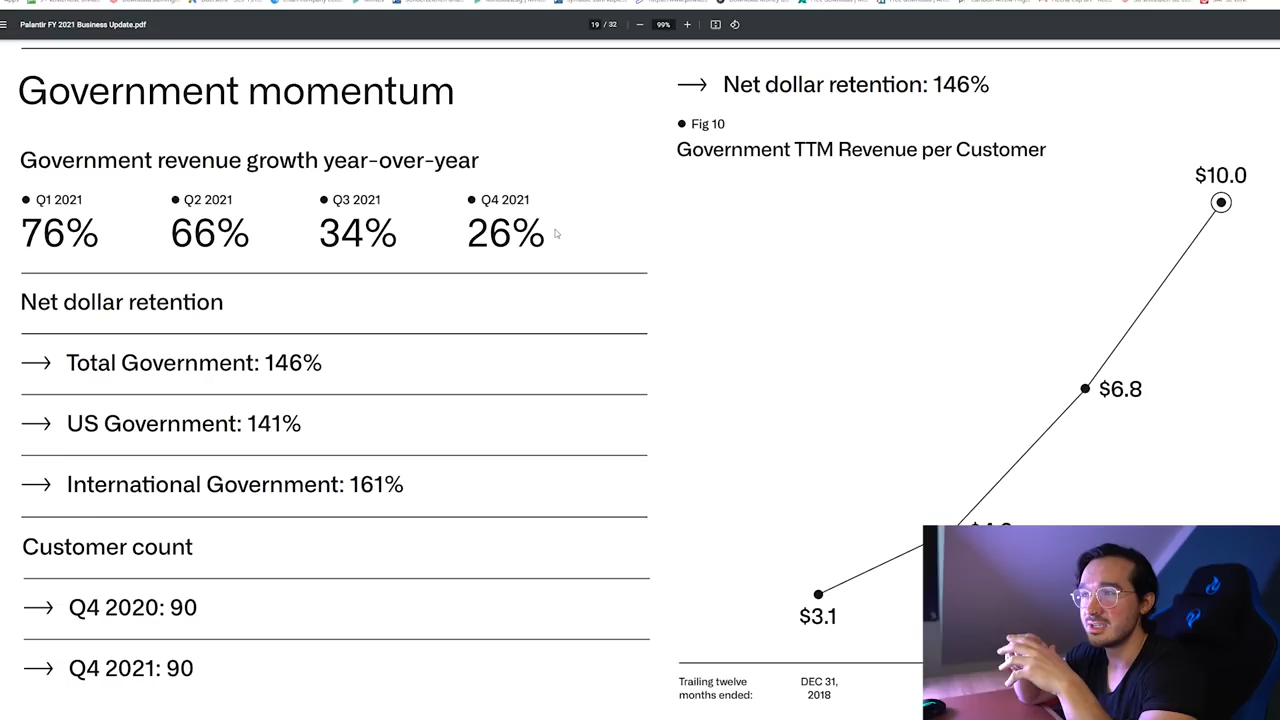 Palantir FY 2021 Business Update.pdf
19 / 32
99%
Government momentum
Government revenue growth year-over-year
Q1 2021
Q2 2021
Q3 2021
Q4 2021
76%
66%
34%
26%
Net dollar retention
→ Total Government: 146%
→ US Government: 141%
→ International Government: 161%
Customer count
→ Q4 2020: 90
→ Q4 2021: 90
→ Net dollar retention: 146%
Fig 10
Government TTM Revenue per Customer
$10.0
$6.8
$3.1
Trailing twelve
months ended:
DEC 31,
2018